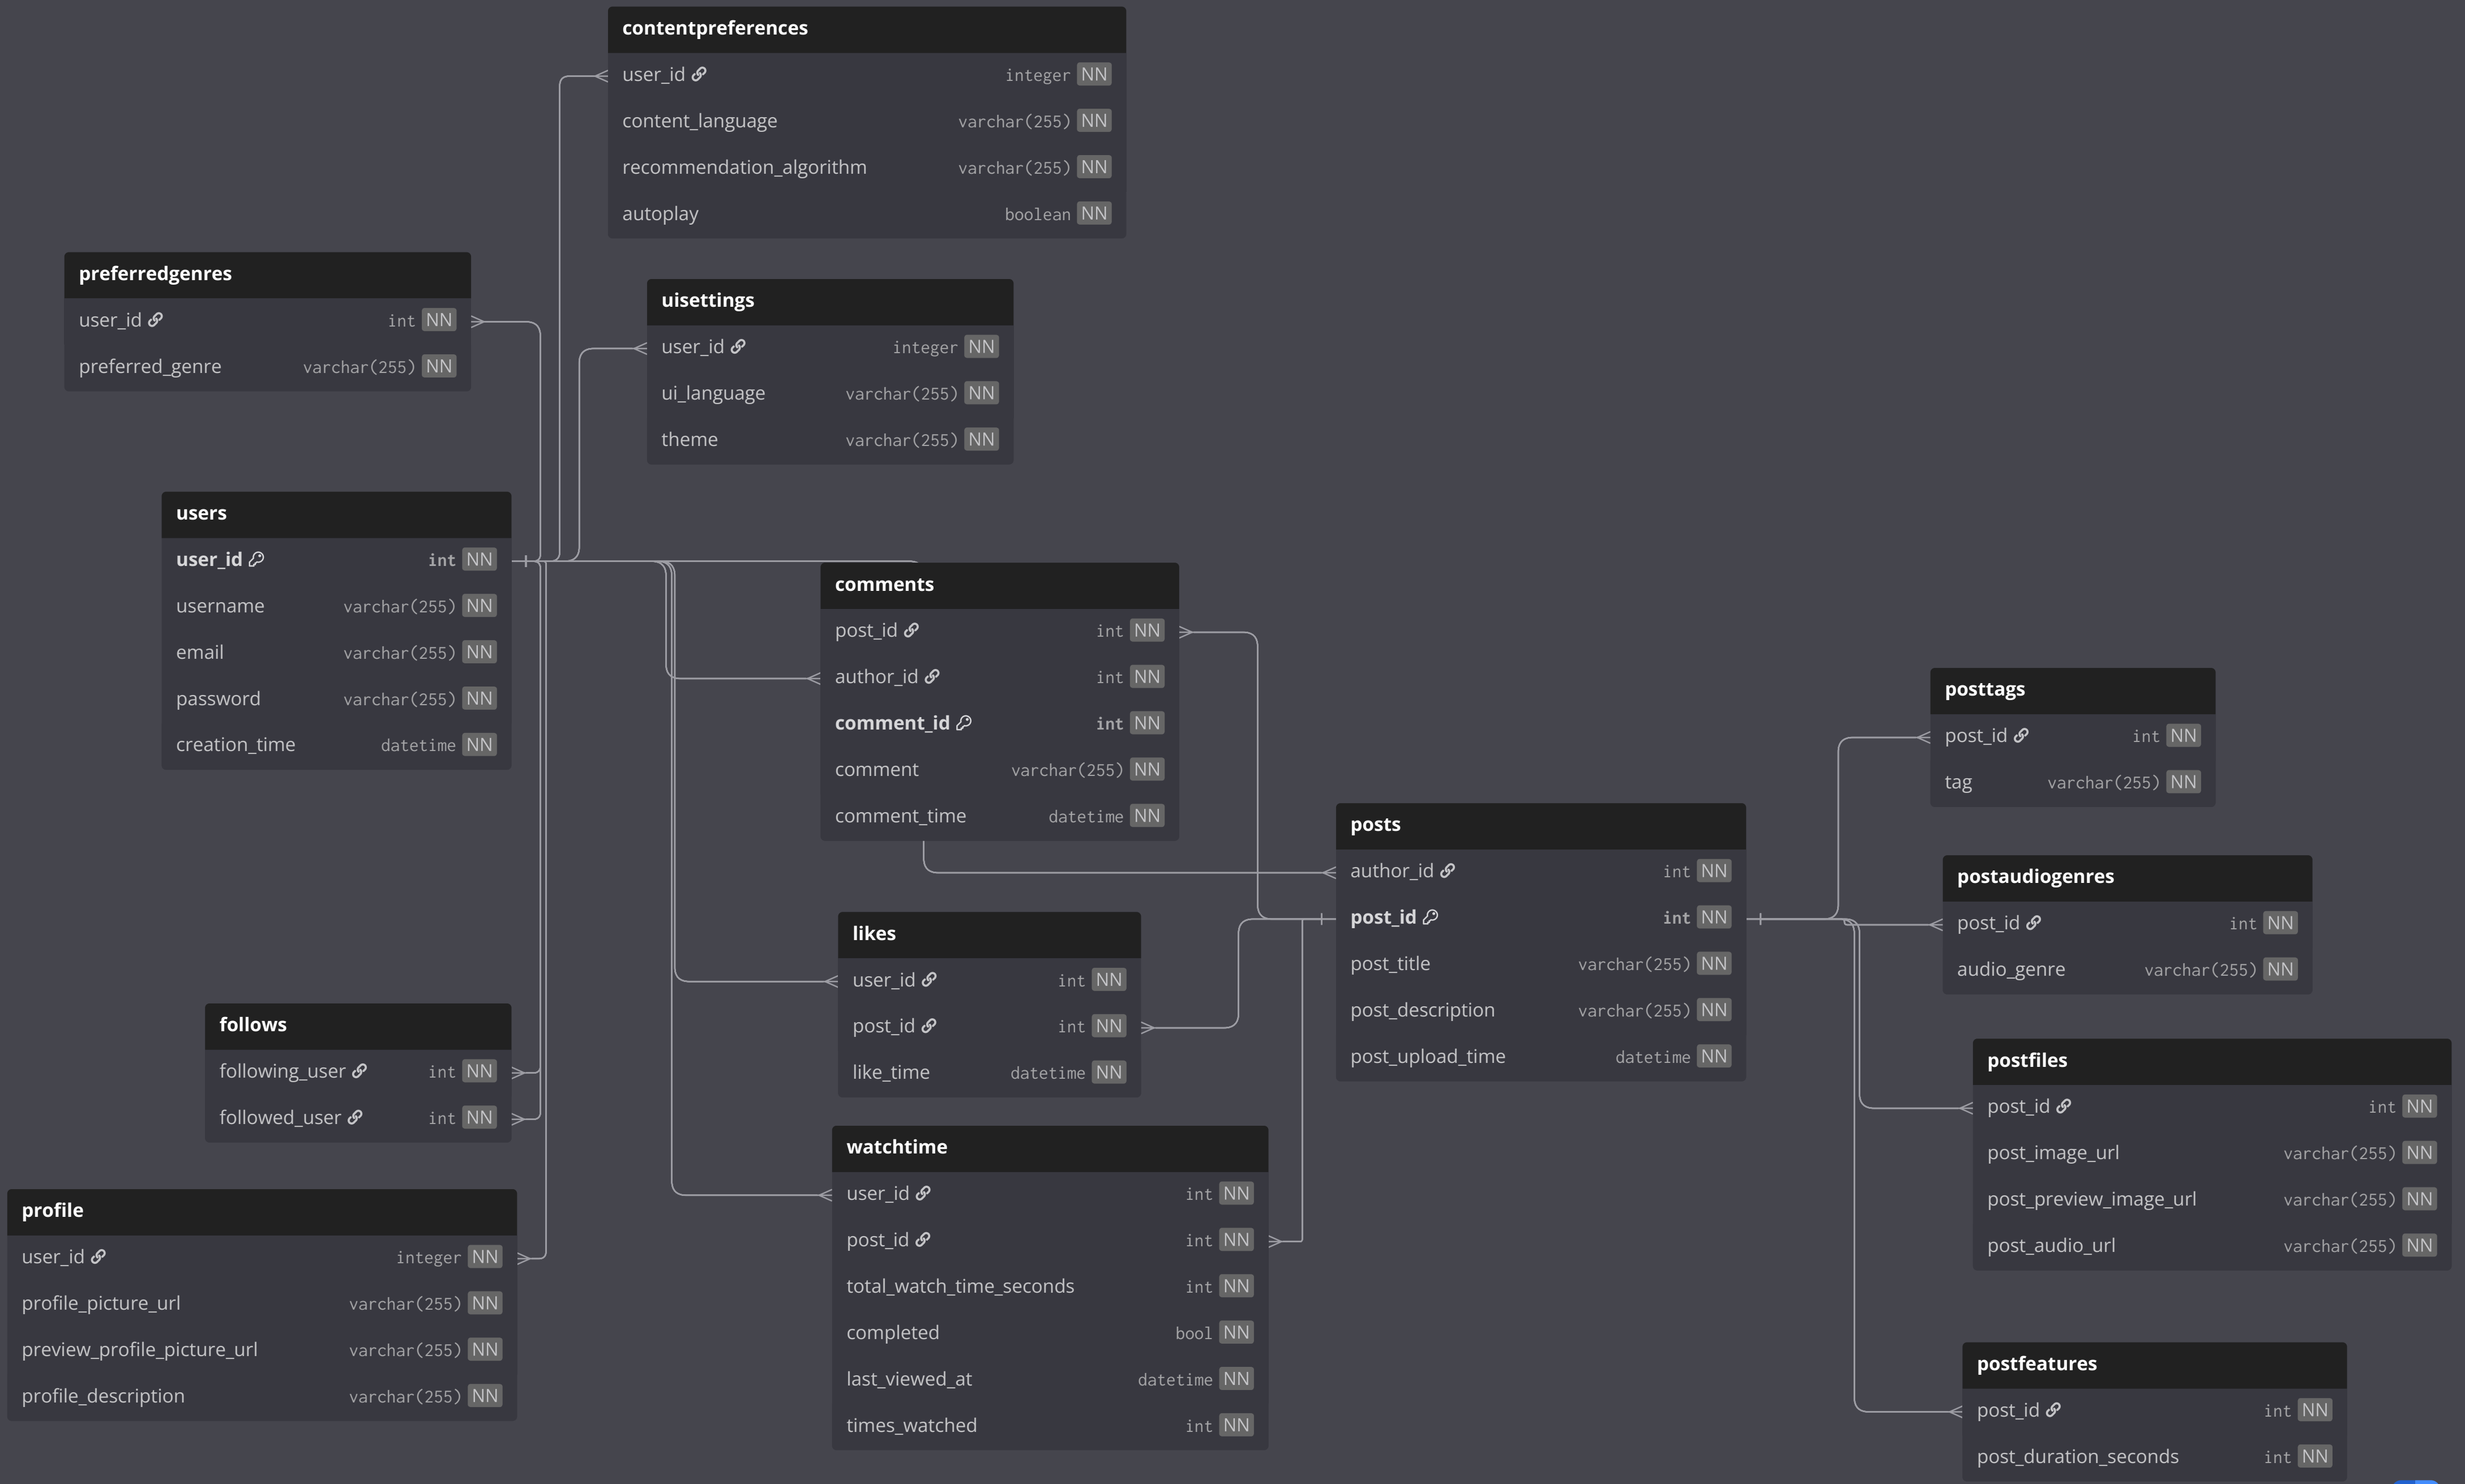 contentpreferences
user_id integer NN
content_language varchar(255) NN
recommendation_algorithm varchar(255) NN
autoplay boolean NN
preferredgenres
user_id int NN
preferred_genre varchar(255) NN
uisettings
user_id integer NN
ui_language varchar(255) NN
theme varchar(255) NN
users
user_id int NN
username varchar(255) NN
email varchar(255) NN
password varchar(255) NN
creation_time datetime NN
comments
post_id int NN
author_id int NN
comment_id int NN
comment varchar(255) NN
comment_time datetime NN
posttags
post_id int NN
tag varchar(255) NN
posts
author_id int NN
post_id int NN
post_title varchar(255) NN
post_description varchar(255) NN
post_upload_time datetime NN
postaudiogenres
post_id int NN
audio_genre varchar(255) NN
likes
user_id int NN
post_id int NN
like_time datetime NN
follows
following_user int NN
followed_user int NN
postfiles
post_id int NN
post_image_url varchar(255) NN
post_preview_image_url varchar(255) NN
post_audio_url varchar(255) NN
watchtime
user_id int NN
post_id int NN
total_watch_time_seconds int NN
completed bool NN
last_viewed_at datetime NN
times_watched int NN
profile
user_id integer NN
profile_picture_url varchar(255) NN
preview_profile_picture_url varchar(255) NN
profile_description varchar(255) NN
postfeatures
post_id int NN
post_duration_seconds int NN